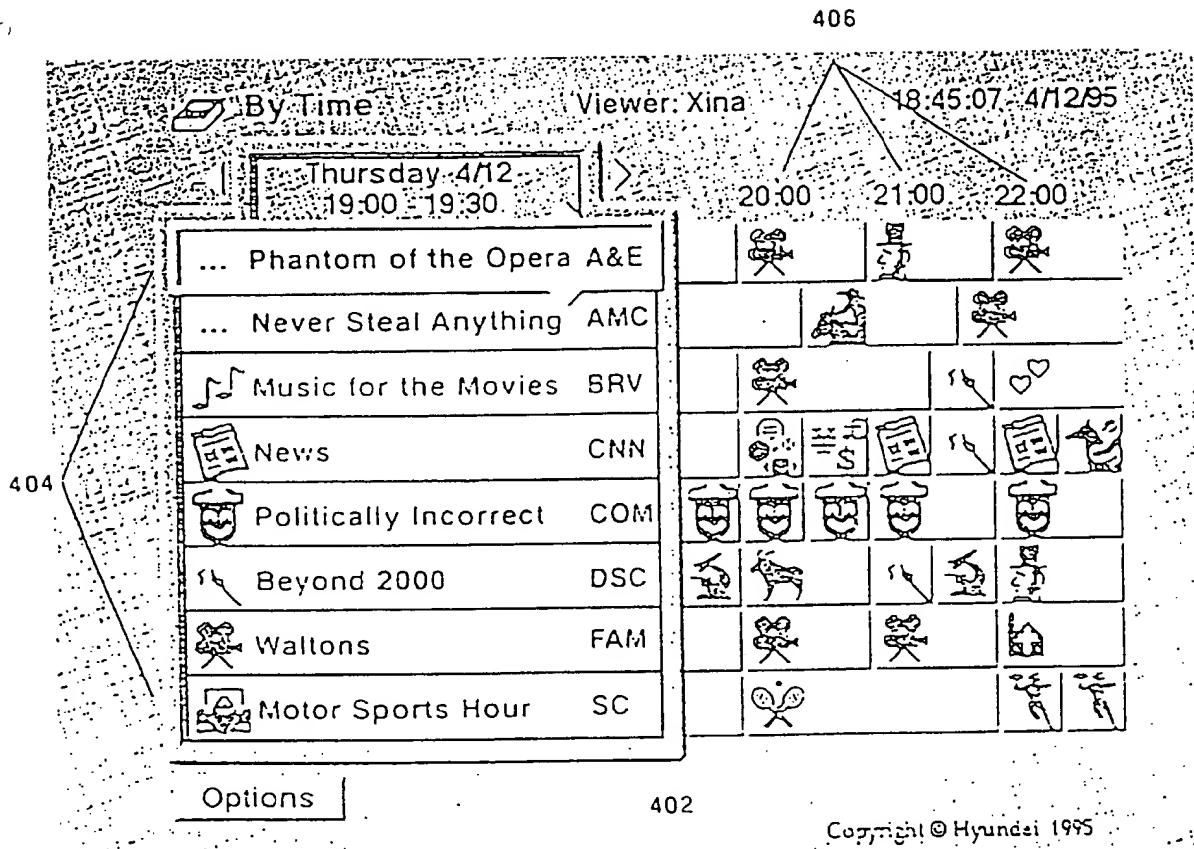 406
By Time Viewer: Xina 18:45:07 - 4/12/95
Thursday 4/12
19:00 - 19:30
20:00 21:00 22:00
... Phantom of the Opera A&E
... Never Steal Anything AMC
Music for the Movies BRV
News CNN
404
Politically Incorrect COM
Beyond 2000 DSC
Waltons FAM
Motor Sports Hour SC
Options
402
Copyright © Hyundai 1995